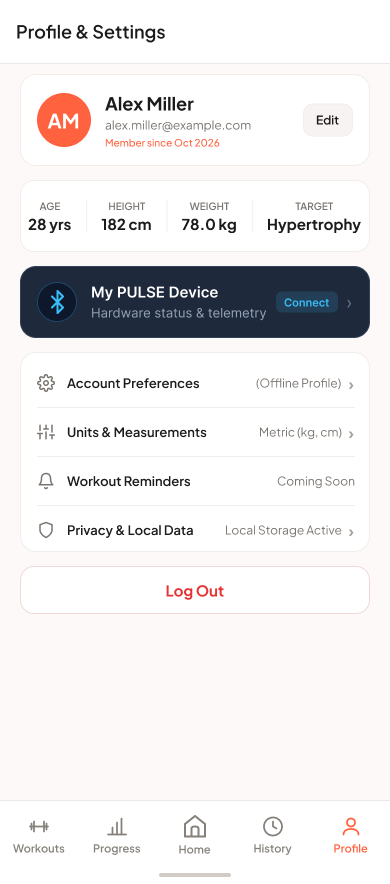 Profile & Settings
AM
Alex Miller
alex.miller@example.com
Member since Oct 2026
Edit
AGE
28 yrs
HEIGHT
182 cm
WEIGHT
78.0 kg
TARGET
Hypertrophy
My PULSE Device
Hardware status & telemetry
Connect
Account Preferences (Offline Profile)
Units & Measurements Metric (kg, cm)
Workout Reminders Coming Soon
Privacy & Local Data Local Storage Active
Log Out
Workouts Progress Home History Profile